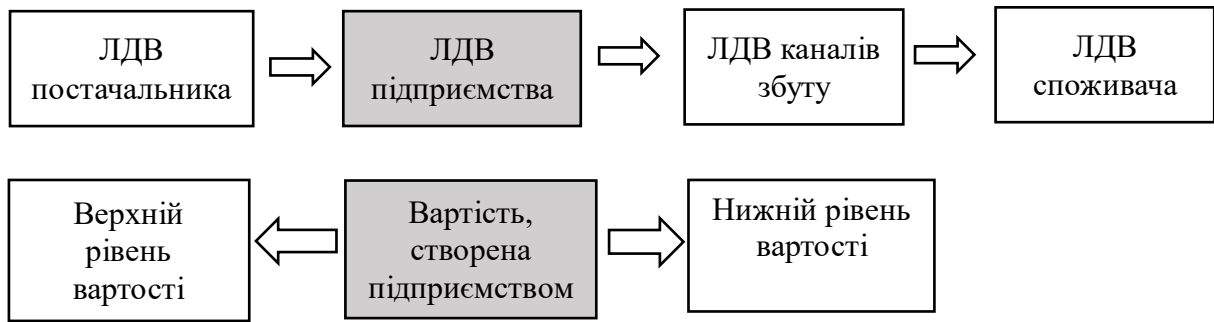 ЛДВ
постачальника
ЛДВ
підприємства
ЛДВ каналів
збуту
ЛДВ
споживача
Верхній
рівень
вартості
Вартість,
створена
підприємством
Нижній рівень
вартості